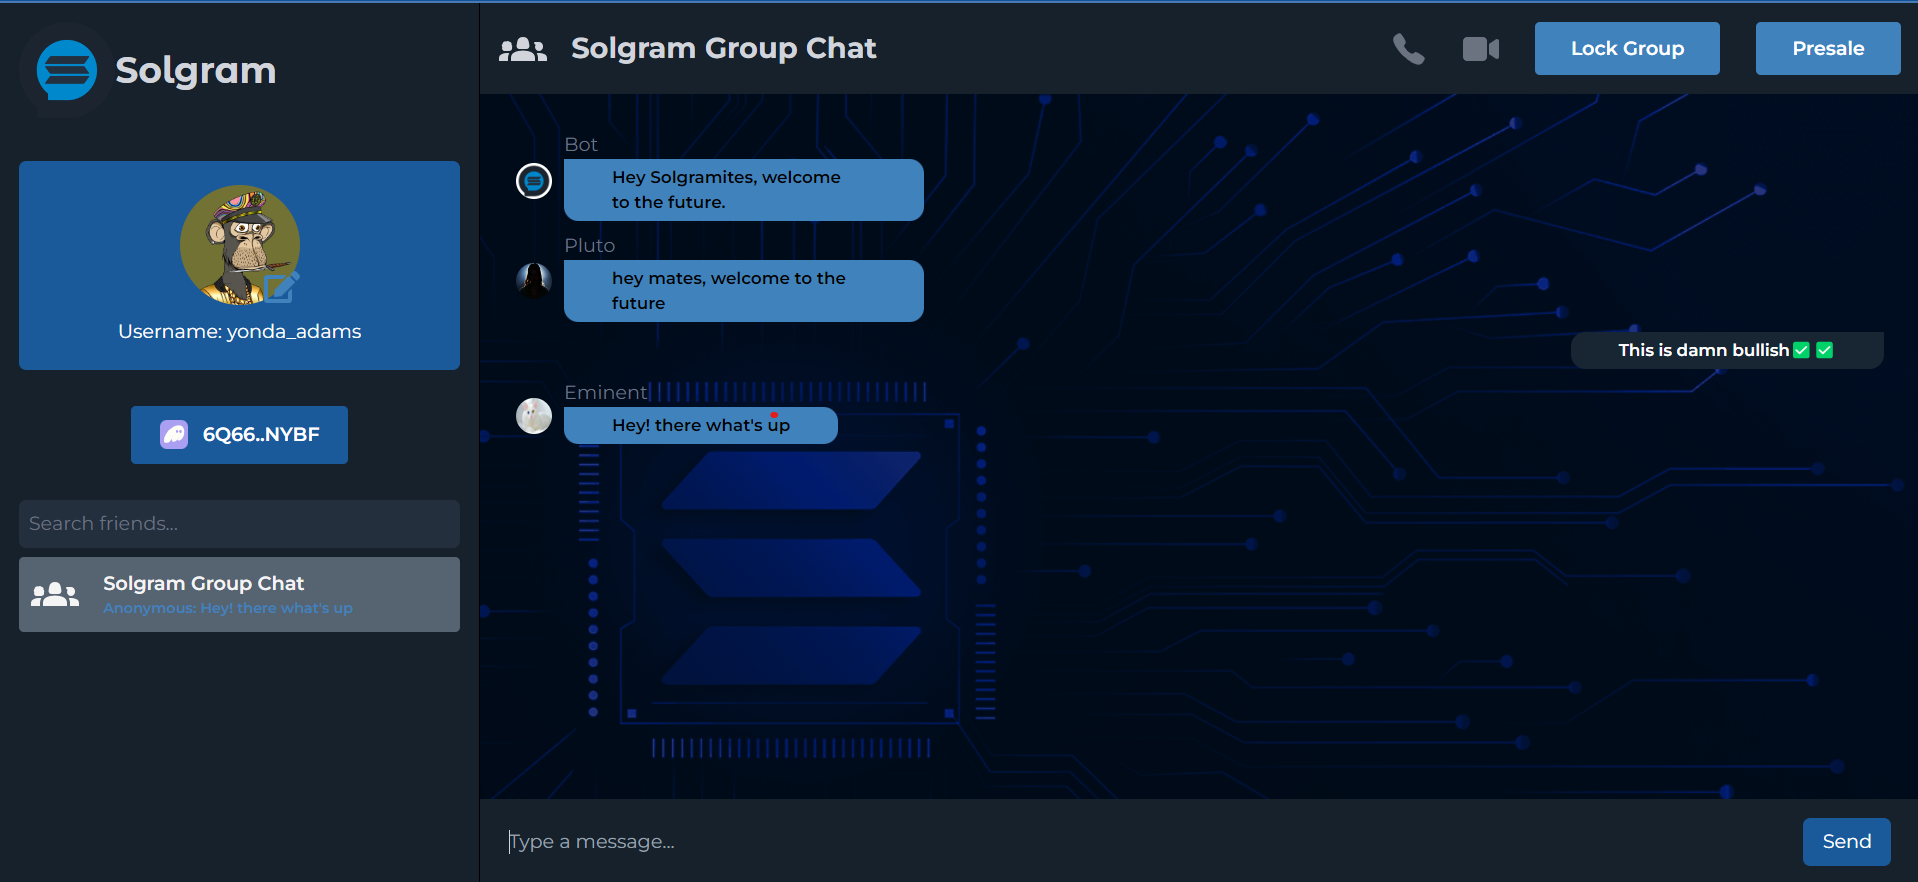 Solgram
Username: yonda_adams
6Q66..NYBF
Search friends...
Solgram Group Chat
Anonymous: Hey! there what's up
Solgram Group Chat
Lock Group
Presale
Bot
Hey Solgramites, welcome
to the future.
Pluto
hey mates, welcome to the
future
This is damn bullish✅✅
Eminent
Hey! there what's up
Type a message...
Send